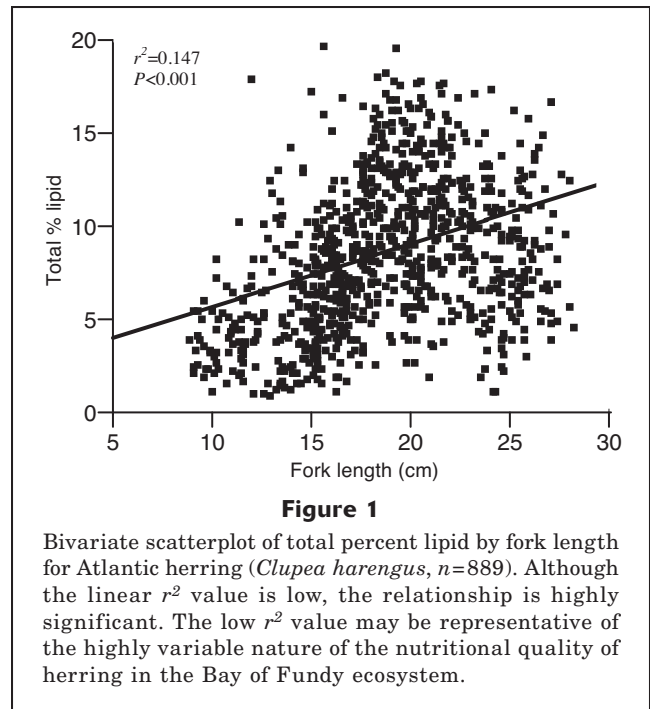 20
r²=0.147
P<0.001
15
Total % lipid
10
5
0
5 10 15 20 25 30
Fork length (cm)
Figure 1
Bivariate scatterplot of total percent lipid by fork length
for Atlantic herring (Clupea harengus, n=889). Although
the linear r² value is low, the relationship is highly
significant. The low r² value may be representative of
the highly variable nature of the nutritional quality of
herring in the Bay of Fundy ecosystem.